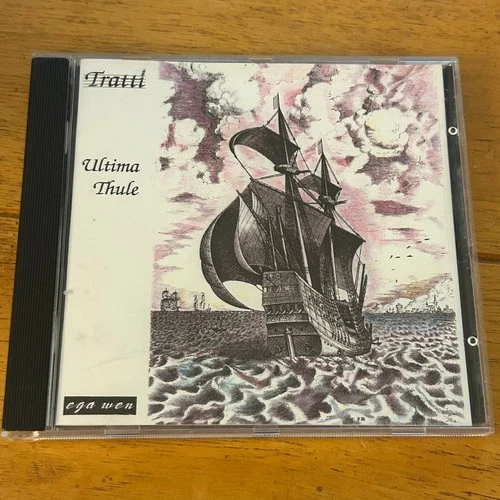 Tratti
Ultima
Thule
ega wen